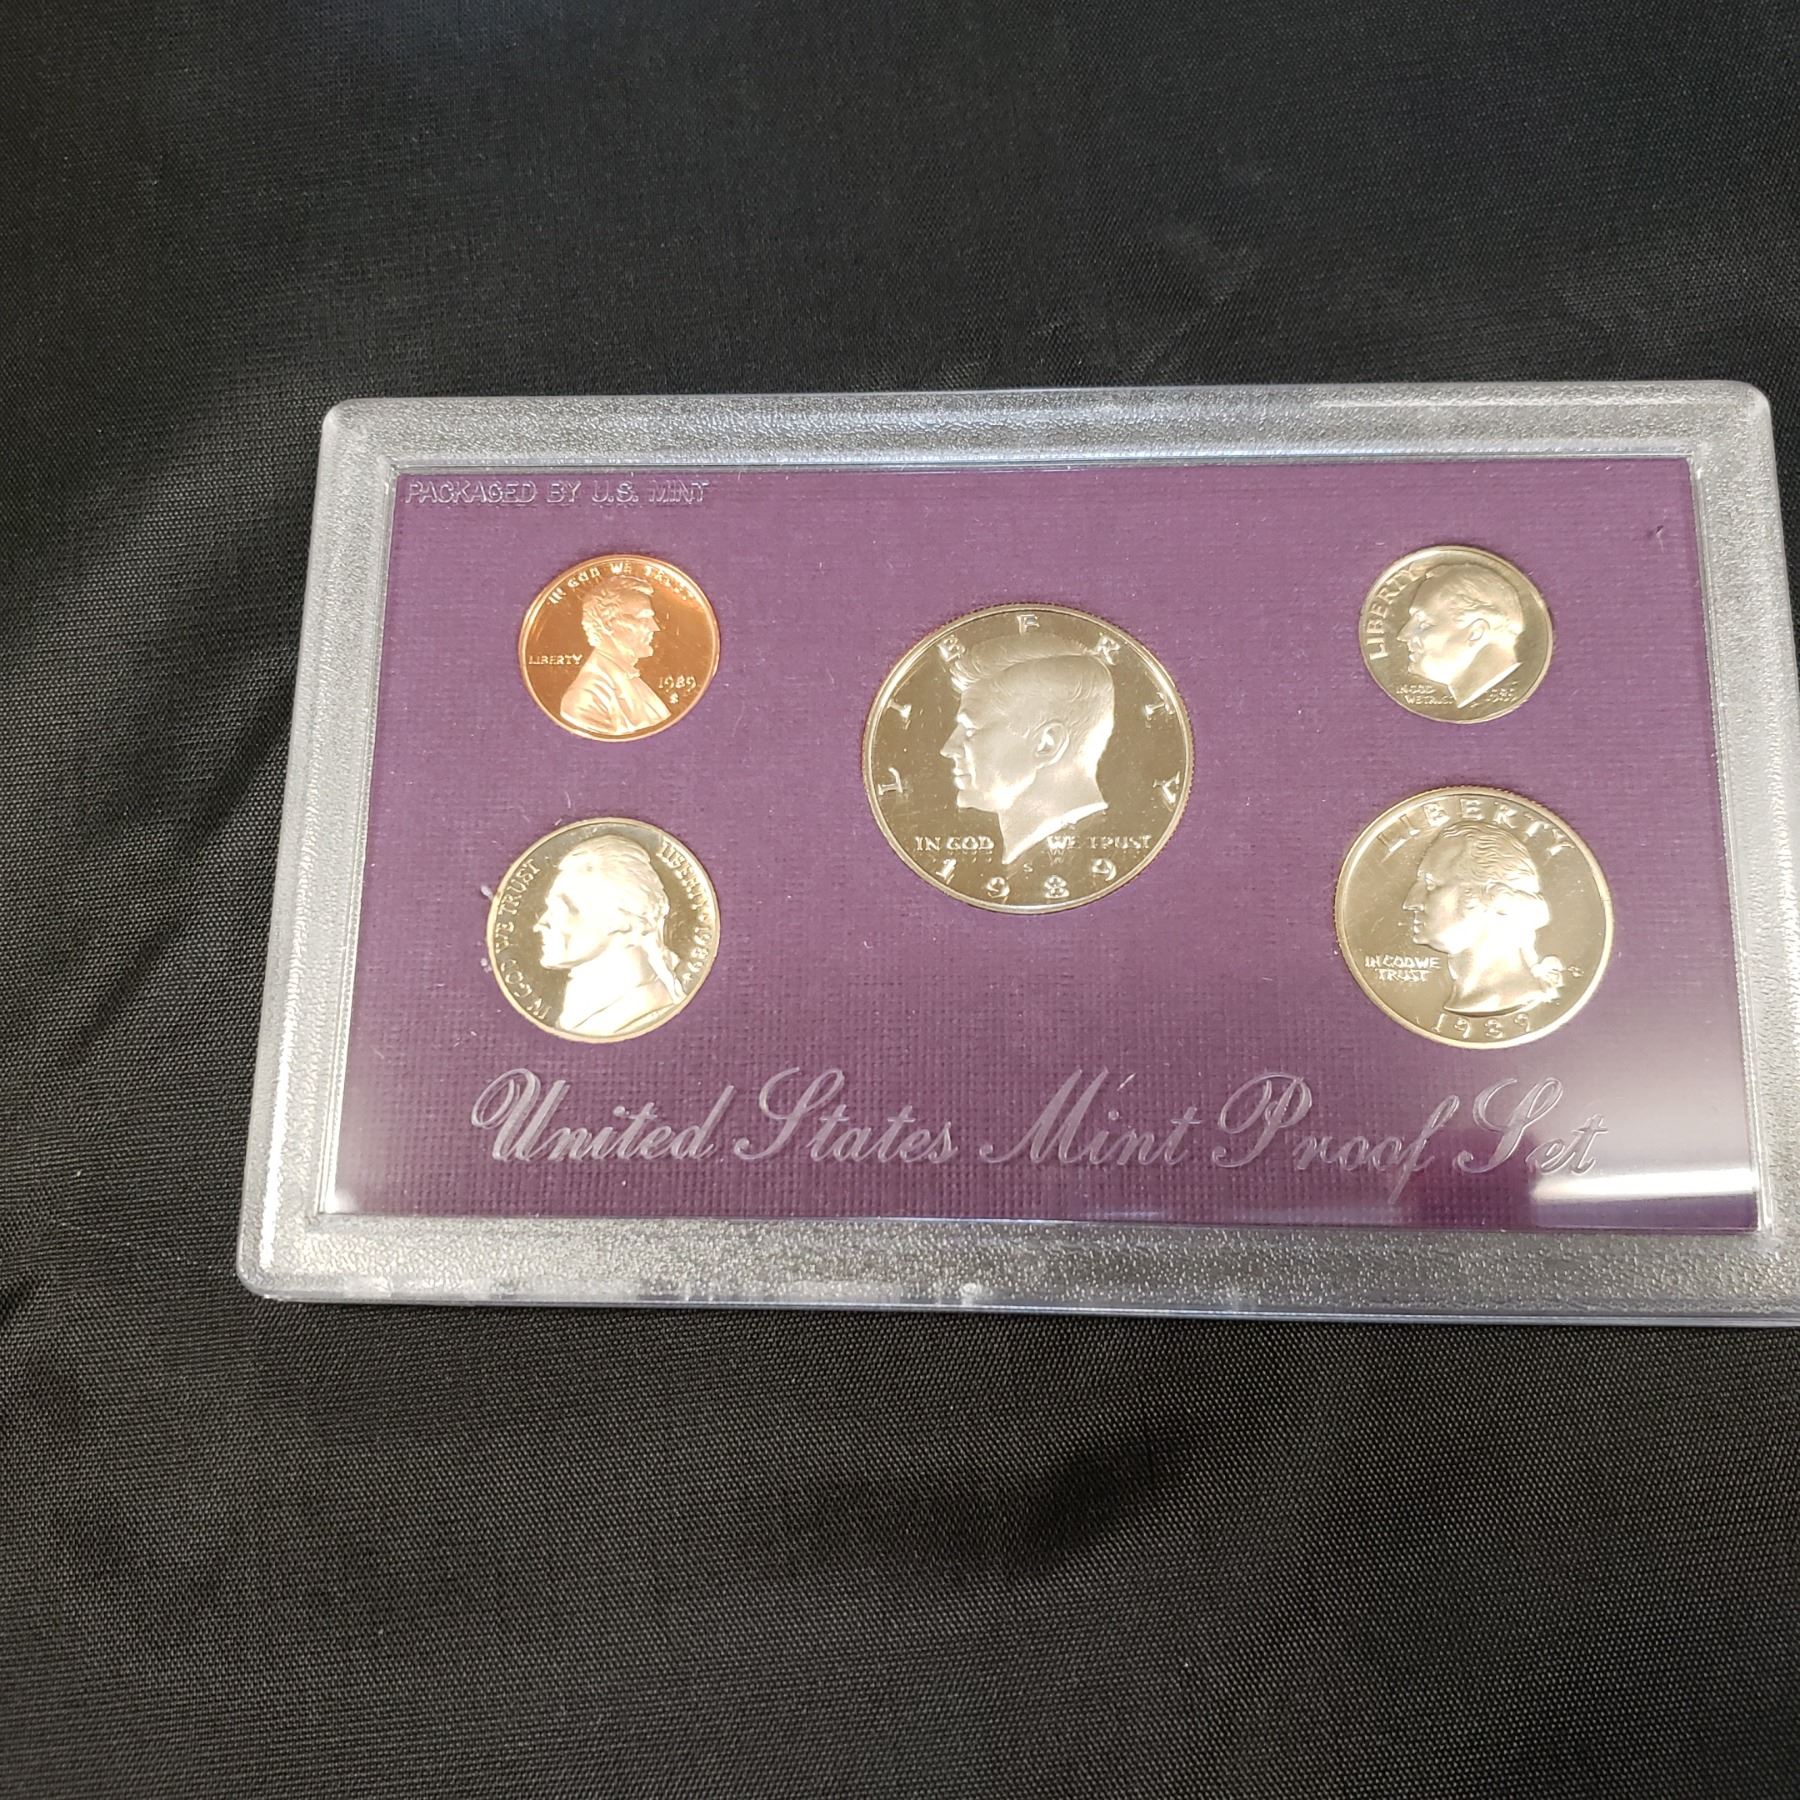 PACKAGED BY U.S. MINT
IN GOD WE TRUST
LIBERTY
1989
S
LIBERTY
IN GOD WE TRUST
S
1989
LIBERTY
IN GOD
WE TRUST
1989
IN GOD WE TRUST
LIBERTY 1989
LIBERTY
IN GOD WE
TRUST
S
1989
United States Mint Proof Set